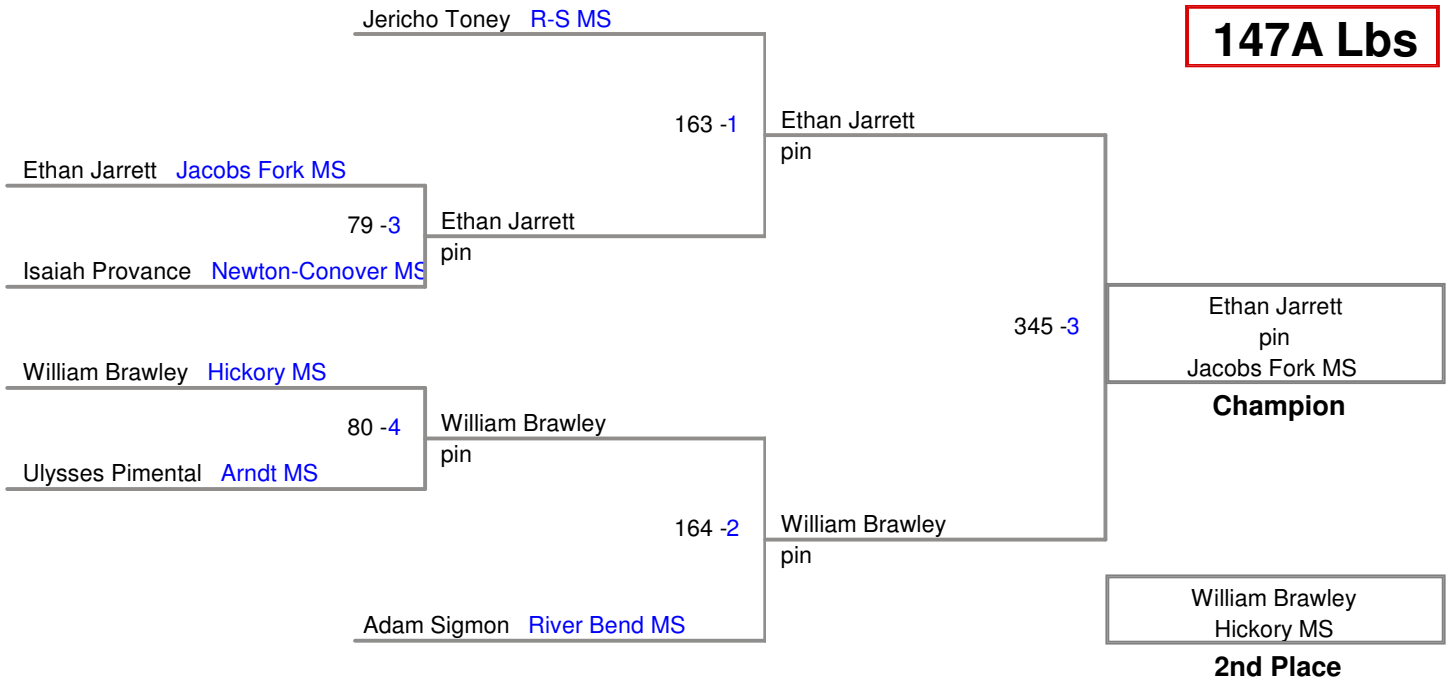 Jericho Toney R-S MS
147A Lbs
163 -1
Ethan Jarrett
pin
Ethan Jarrett Jacobs Fork MS
79 -3
Ethan Jarrett
pin
Isaiah Provance Newton-Conover MS
345 -3
Ethan Jarrett
pin
Jacobs Fork MS
Champion
William Brawley Hickory MS
80 -4
William Brawley
pin
Ulysses Pimental Arndt MS
164 -2
William Brawley
pin
Adam Sigmon River Bend MS
William Brawley
Hickory MS
2nd Place